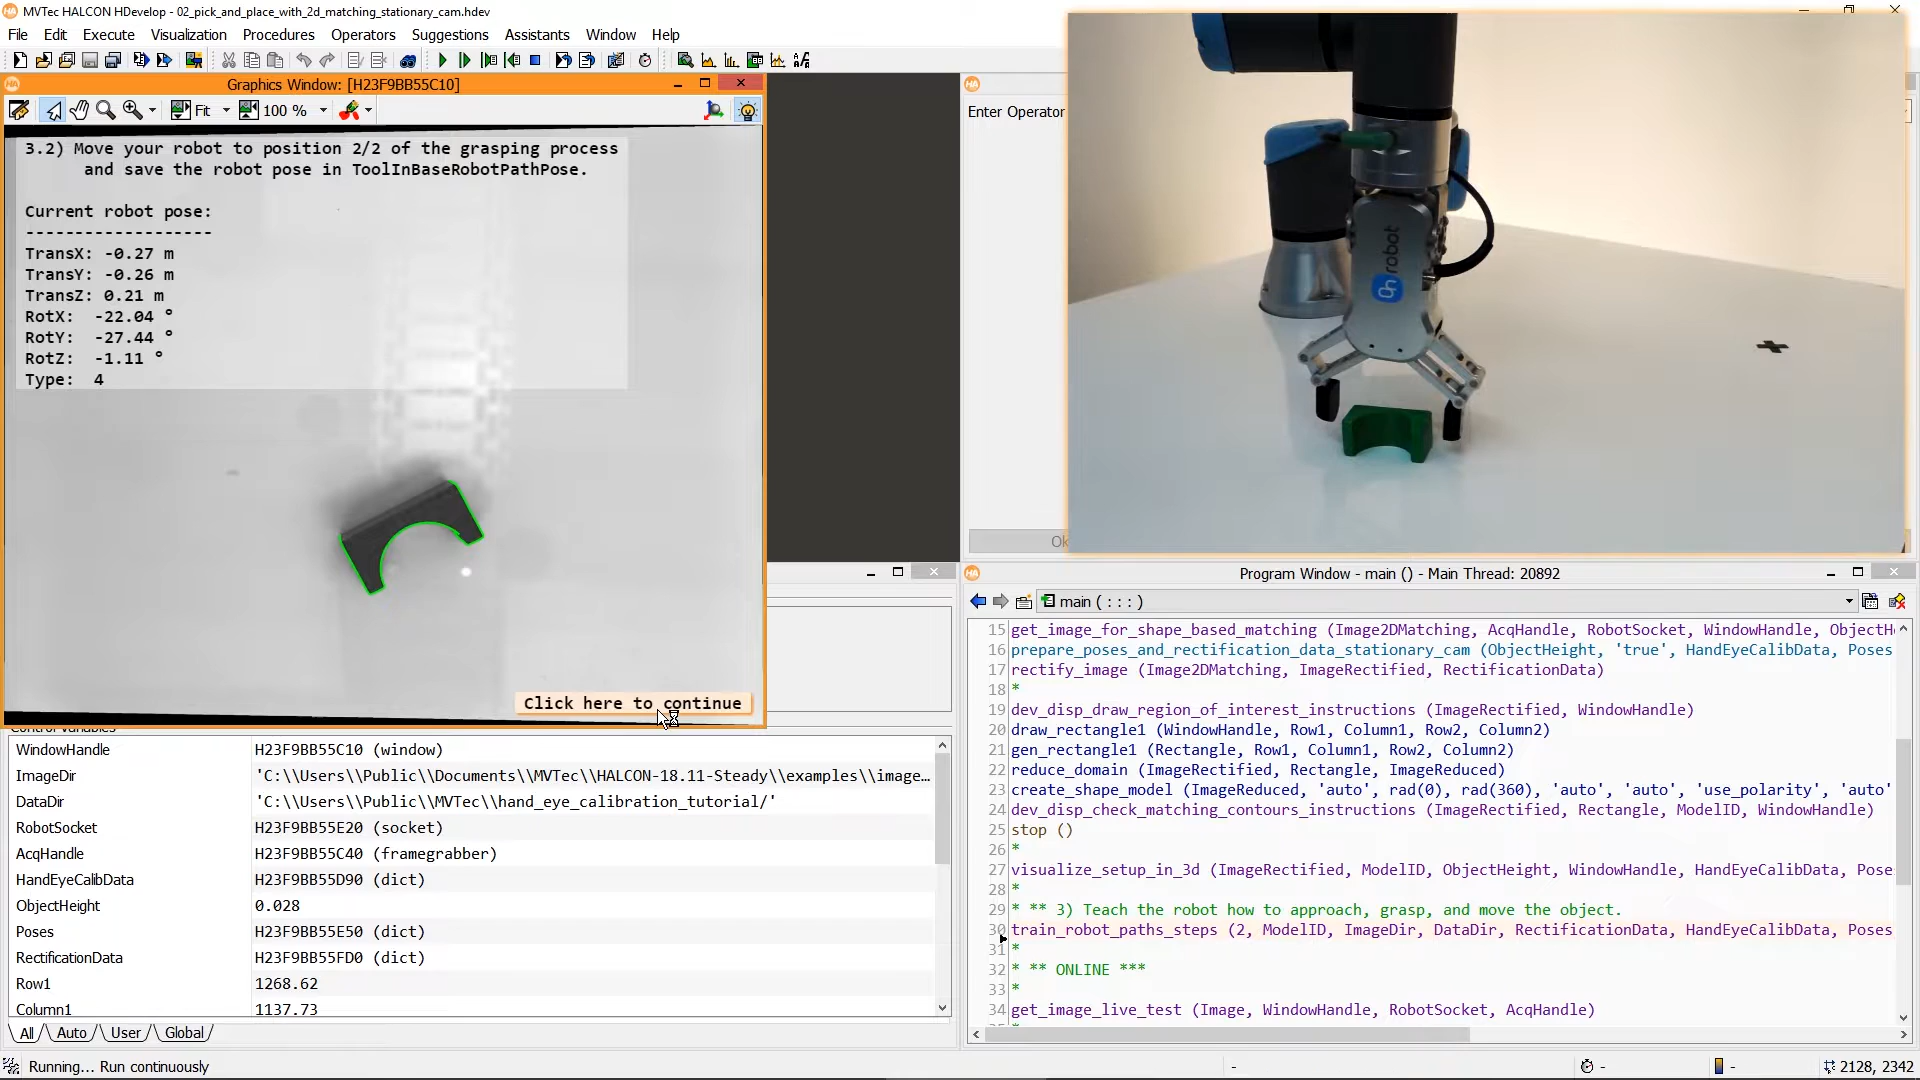 MVTec HALCON HDevelop - 02_pick_and_place_with_2d_matching_stationary_cam.hdev
File Edit Execute Visualization Procedures Operators Suggestions Assistants Window Help
Graphics Window: [H23F9BB55C10]
Fit 100 %
3.2) Move your robot to position 2/2 of the grasping process
and save the robot pose in ToolInBaseRobotPathPose.
Current robot pose:
-------------------
TransX: -0.27 m
TransY: -0.26 m
TransZ: 0.21 m
RotX: -22.04 °
RotY: -27.44 °
RotZ: -1.11 °
Type: 4
Click here to continue
Enter Operator
On robot
WindowHandle H23F9BB55C10 (window)
ImageDir 'C:\\Users\\Public\\Documents\\MVTec\\HALCON-18.11-Steady\\examples\\image...
DataDir 'C:\\Users\\Public\\MVTec\\hand_eye_calibration_tutorial/'
RobotSocket H23F9BB55E20 (socket)
AcqHandle H23F9BB55C40 (framegrabber)
HandEyeCalibData H23F9BB55D90 (dict)
ObjectHeight 0.028
Poses H23F9BB55E50 (dict)
RectificationData H23F9BB55FD0 (dict)
Row1 1268.62
Column1 1137.73
All Auto User Global
Program Window - main () - Main Thread: 20892
main ( : : : )
15 get_image_for_shape_based_matching (Image2DMatching, AcqHandle, RobotSocket, WindowHandle, ObjectH
16 prepare_poses_and_rectification_data_stationary_cam (ObjectHeight, 'true', HandEyeCalibData, Poses
17 rectify_image (Image2DMatching, ImageRectified, RectificationData)
18 *
19 dev_disp_draw_region_of_interest_instructions (ImageRectified, WindowHandle)
20 draw_rectangle1 (WindowHandle, Row1, Column1, Row2, Column2)
21 gen_rectangle1 (Rectangle, Row1, Column1, Row2, Column2)
22 reduce_domain (ImageRectified, Rectangle, ImageReduced)
23 create_shape_model (ImageReduced, 'auto', rad(0), rad(360), 'auto', 'auto', 'use_polarity', 'auto'
24 dev_disp_check_matching_contours_instructions (ImageRectified, Rectangle, ModelID, WindowHandle)
25 stop ()
26 *
27 visualize_setup_in_3d (ImageRectified, ModelID, ObjectHeight, WindowHandle, HandEyeCalibData, Pose
28 *
29 * ** 3) Teach the robot how to approach, grasp, and move the object.
30 train_robot_paths_steps (2, ModelID, ImageDir, DataDir, RectificationData, HandEyeCalibData, Poses
31 *
32 * ** ONLINE ***
33 *
34 get_image_live_test (Image, WindowHandle, RobotSocket, AcqHandle)
Running... Run continuously
- - - 2128, 2342